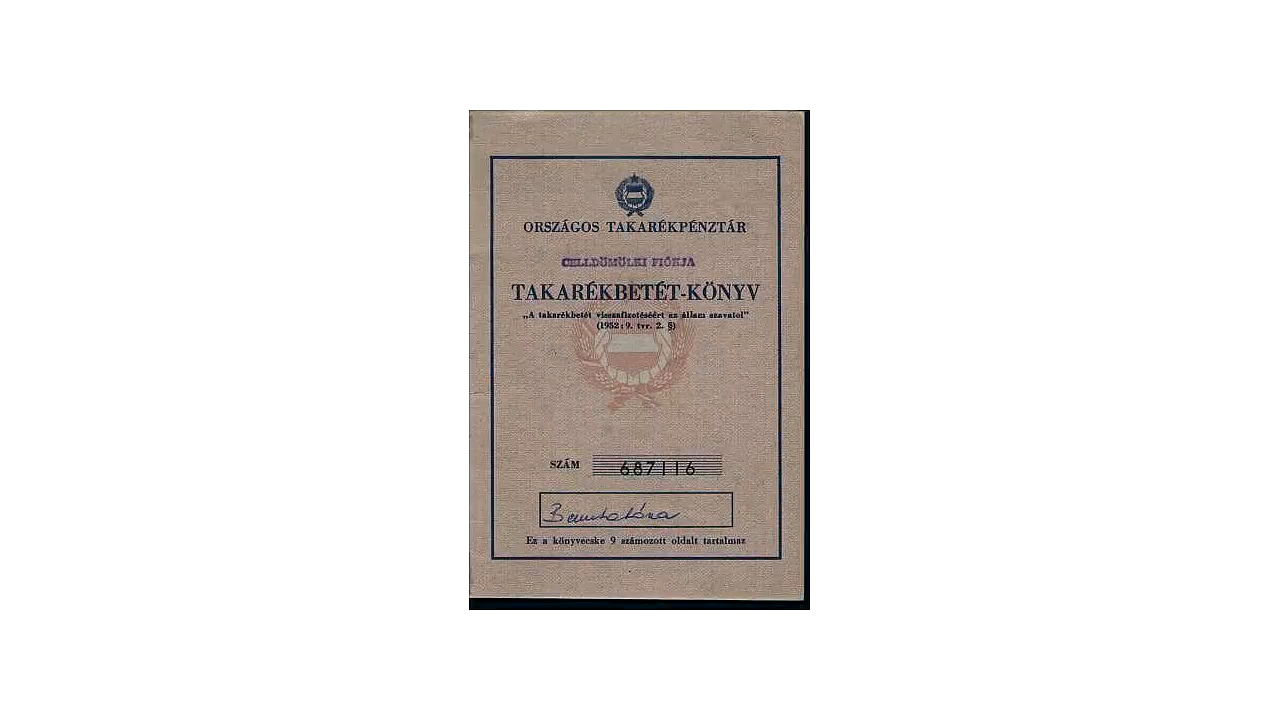 ORSZÁGOS TAKARÉKPÉNZTÁR
CELLDÖMÖLKI FIÓKJA
TAKARÉKBETÉT-KÖNYV
„A takarékbetét visszafizetéséért az állam szavatol”
(1952 : 9. tvr. 2. §)
SZÁM 687116
Bemutatóra
Ez a könyvecske 9 számozott oldalt tartalmaz